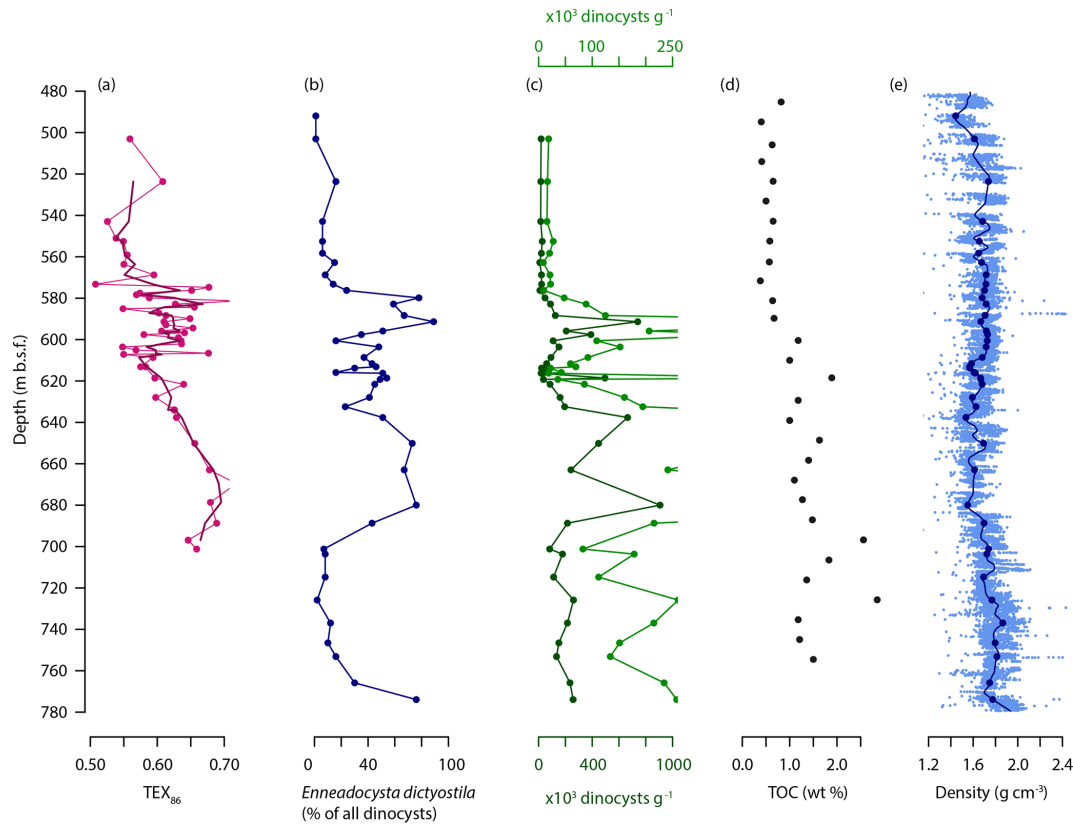 x10³ dinocysts g⁻¹
0 100 250
(a) (b) (c) (d) (e)
480
500
520
540
560
580
600
620
640
660
680
700
720
740
760
780
Depth (m b.s.f.)
0.50 0.60 0.70 0 40 80 100 0 400 1000 0.0 1.0 2.0 1.2 1.6 2.0 2.4
TEX₈₆ Enneadocysta dictyostila x10³ dinocysts g⁻¹ TOC (wt %) Density (g cm⁻³)
(% of all dinocysts)